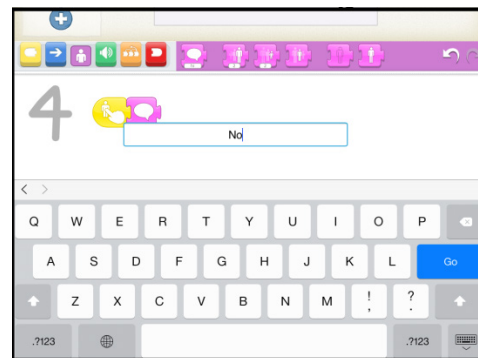 4
No
Q W E R T Y U I O P
A S D F G H J K L Go
Z X C V B N M ! , ? .
.?123 .?123